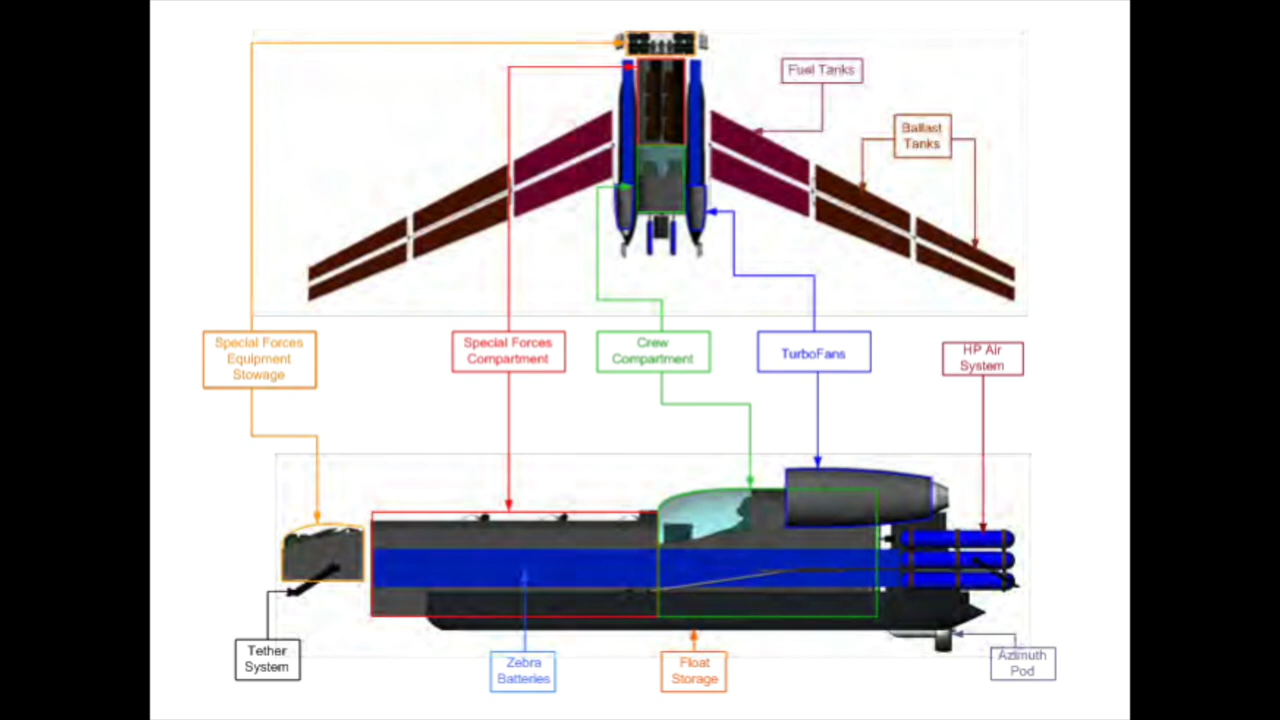 Fuel Tanks
Ballast
Tanks
Special Forces
Equipment
Stowage
Special Forces
Compartment
Crew
Compartment
TurboFans
HP Air
System
Tether
System
Zebra
Batteries
Float
Storage
Azimuth
Pod